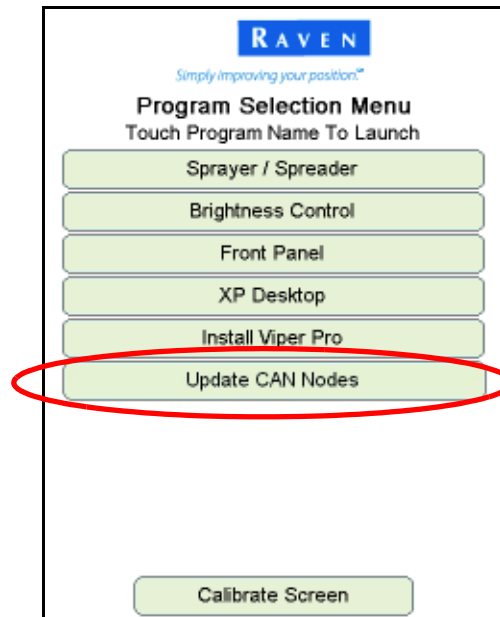 RAVEN
Simply improving your position.℠
Program Selection Menu
Touch Program Name To Launch
Sprayer / Spreader
Brightness Control
Front Panel
XP Desktop
Install Viper Pro
Update CAN Nodes
Calibrate Screen